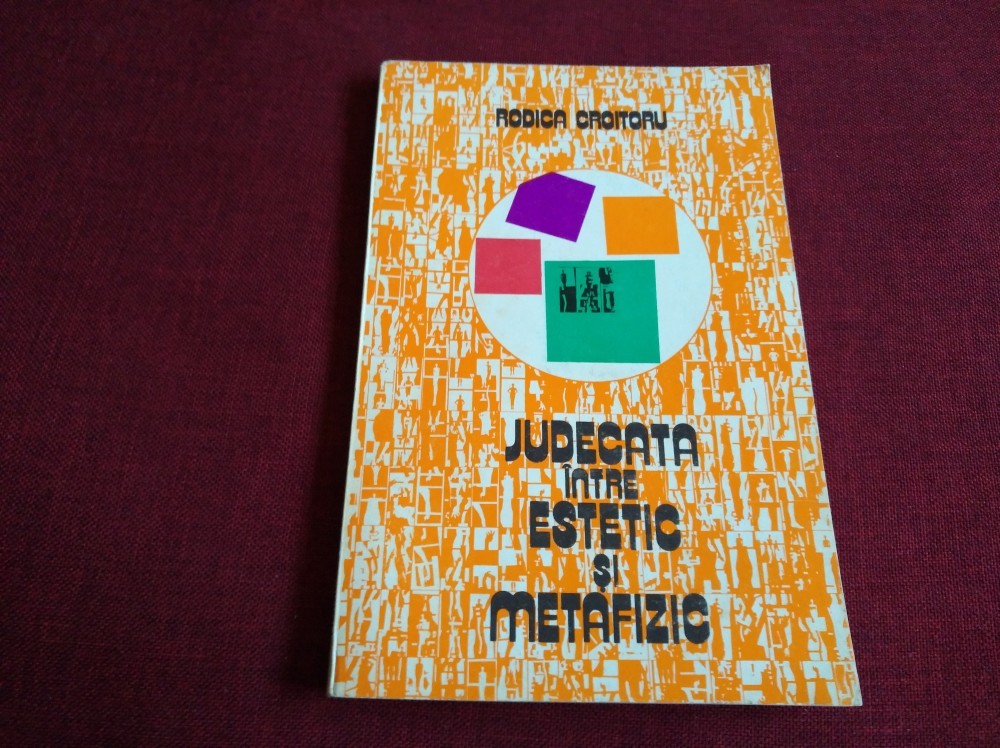 RODICA CROITORU
JUDECATA
ÎNTRE
ESTETIC
ȘI
METAFIZIC